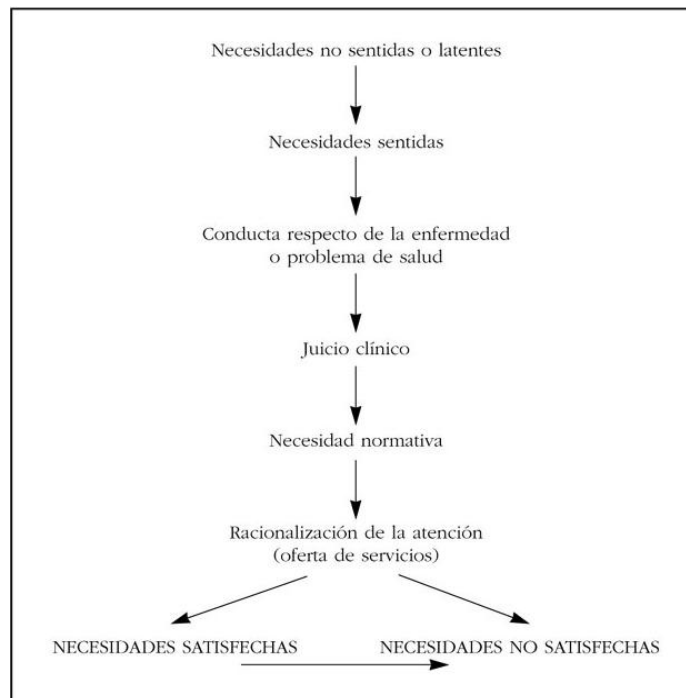 Necesidades no sentidas o latentes
Necesidades sentidas
Conducta respecto de la enfermedad
o problema de salud
Juicio clínico
Necesidad normativa
Racionalización de la atención
(oferta de servicios)
NECESIDADES SATISFECHAS
NECESIDADES NO SATISFECHAS